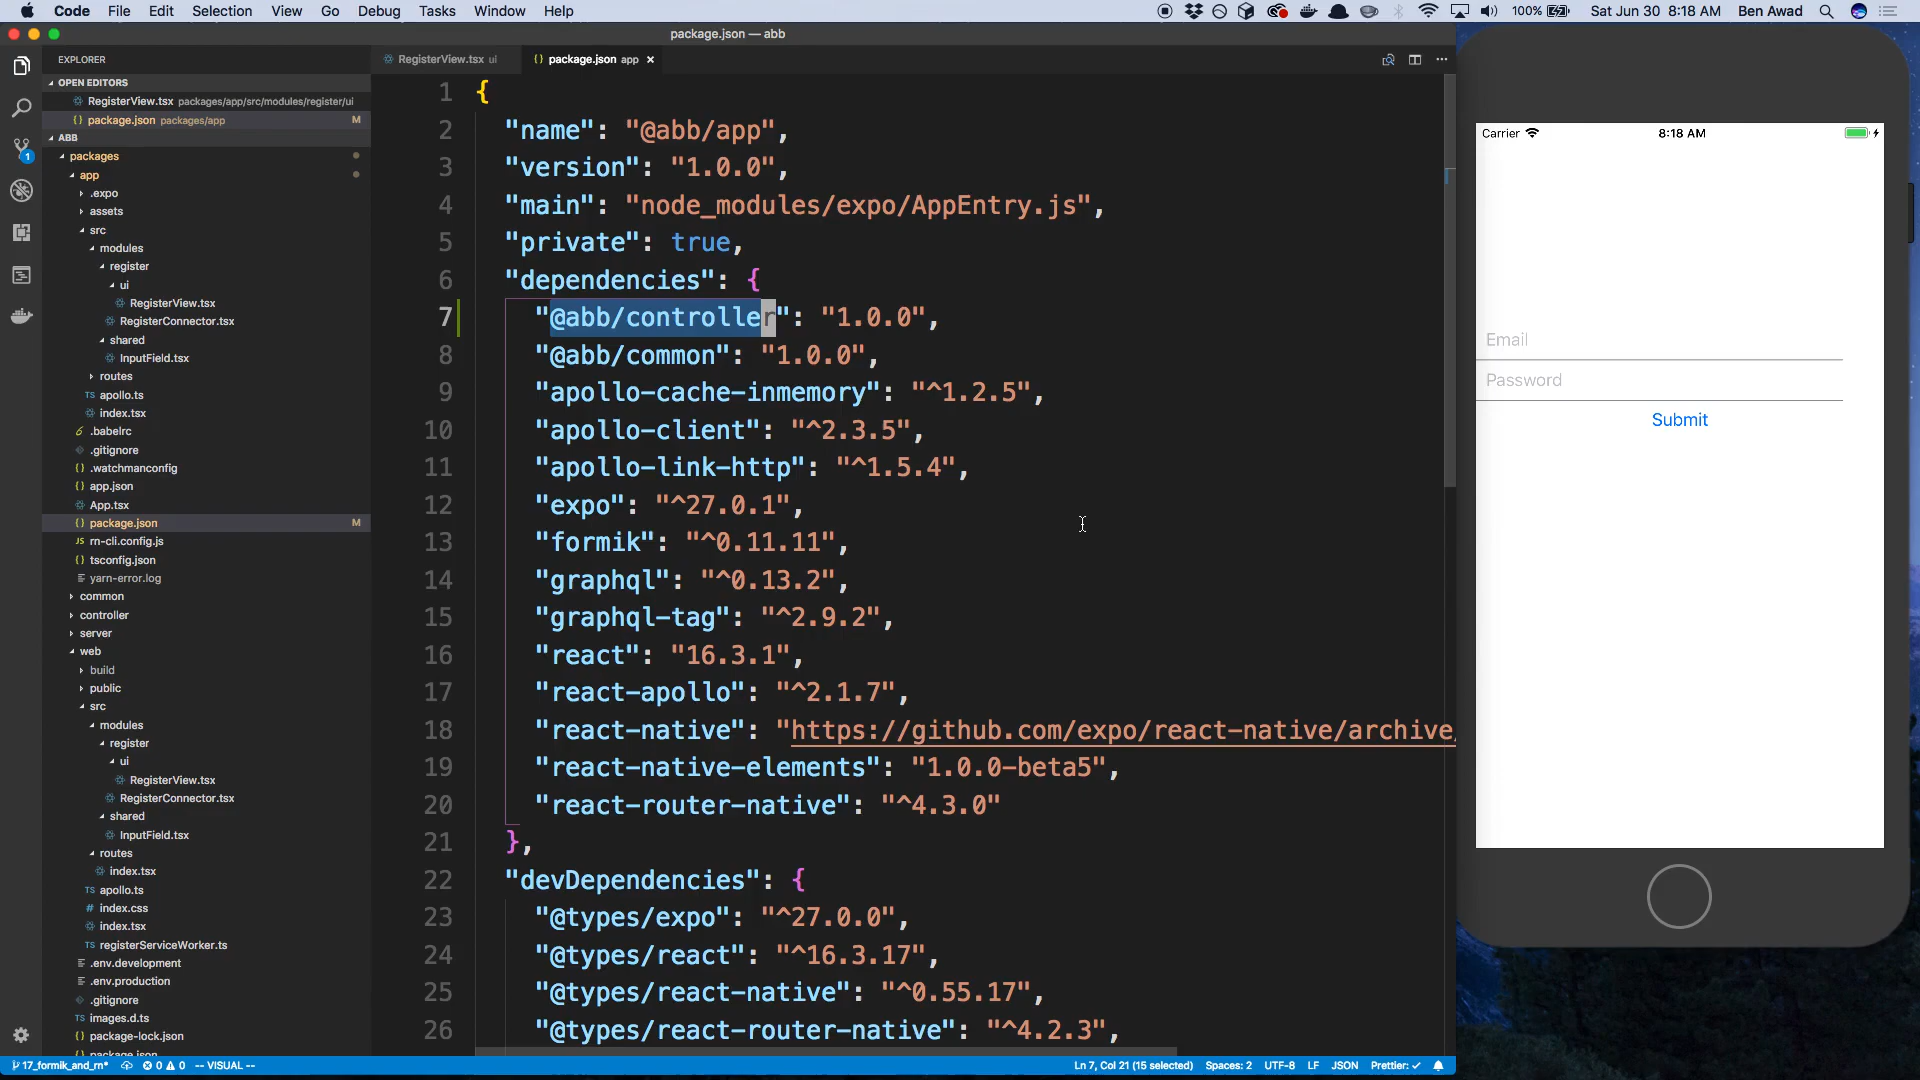 Code File Edit Selection View Go Debug Tasks Window Help
100% Sat Jun 30 8:18 AM Ben Awad
package.json — abb
EXPLORER
OPEN EDITORS
RegisterView.tsx packages/app/src/modules/register/ui
package.json packages/app M
ABB
packages
app
.expo
assets
src
modules
register
ui
RegisterView.tsx
RegisterConnector.tsx
shared
InputField.tsx
routes
TS apollo.ts
index.tsx
.babelrc
.gitignore
{} .watchmanconfig
{} app.json
App.tsx
{} package.json M
JS rn-cli.config.js
{} tsconfig.json
yarn-error.log
common
controller
server
web
build
public
src
modules
register
ui
RegisterView.tsx
RegisterConnector.tsx
shared
InputField.tsx
routes
index.tsx
TS apollo.ts
# index.css
index.tsx
registerServiceWorker.ts
.env.development
.env.production
.gitignore
TS images.d.ts
{} package-lock.json
package.json
1
RegisterView.tsx ui
{} package.json app ×
1 {
2 "name": "@abb/app",
3 "version": "1.0.0",
4 "main": "node_modules/expo/AppEntry.js",
5 "private": true,
6 "dependencies": {
7 "@abb/controller": "1.0.0",
8 "@abb/common": "1.0.0",
9 "apollo-cache-inmemory": "^1.2.5",
10 "apollo-client": "^2.3.5",
11 "apollo-link-http": "^1.5.4",
12 "expo": "^27.0.1",
13 "formik": "^0.11.11",
14 "graphql": "^0.13.2",
15 "graphql-tag": "^2.9.2",
16 "react": "16.3.1",
17 "react-apollo": "^2.1.7",
18 "react-native": "https://github.com/expo/react-native/archive/
19 "react-native-elements": "1.0.0-beta5",
20 "react-router-native": "^4.3.0"
21 },
22 "devDependencies": {
23 "@types/expo": "^27.0.0",
24 "@types/react": "^16.3.17",
25 "@types/react-native": "^0.55.17",
26 "@types/react-router-native": "^4.2.3",
17_formik_and_rn* 0 0 -- VISUAL --
Ln 7, Col 21 (15 selected) Spaces: 2 UTF-8 LF JSON Prettier: ✓
Carrier 8:18 AM
Email
Password
Submit